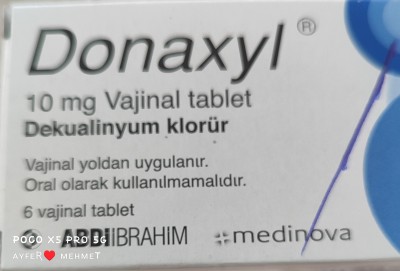 Donaxyl®
10 mg Vajinal tablet
Dekualinyum klorür
Vajinal yoldan uygulanır.
Oral olarak kullanılmamalıdır.
6 vajinal tablet
ABDİİBRAHİM medinova
POCO X5 PRO 5G
AYFER❤MEHMET